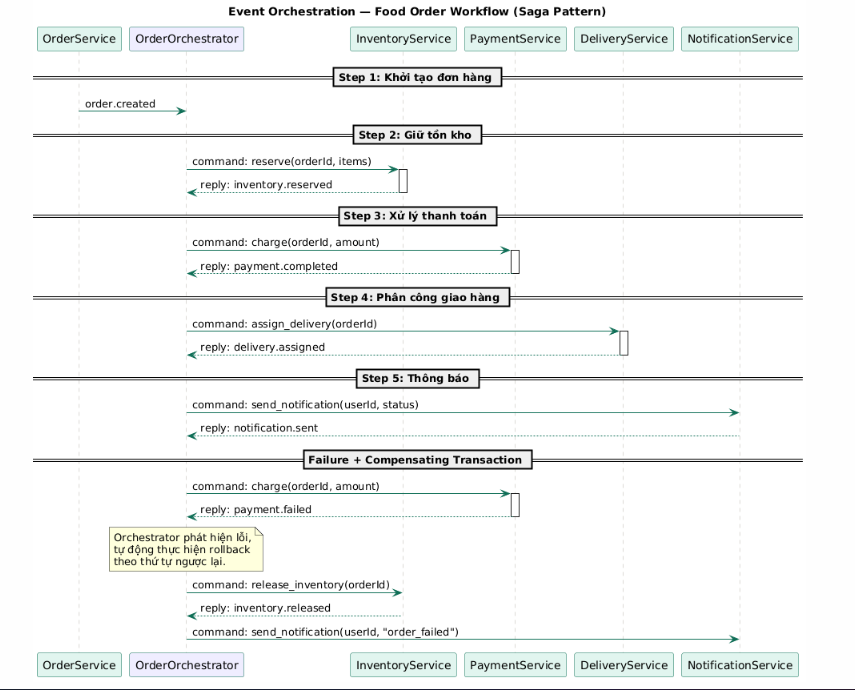 Event Orchestration — Food Order Workflow (Saga Pattern)
OrderService OrderOrchestrator InventoryService PaymentService DeliveryService NotificationService
Step 1: Khởi tạo đơn hàng
order.created
Step 2: Giữ tồn kho
command: reserve(orderId, items)
reply: inventory.reserved
Step 3: Xử lý thanh toán
command: charge(orderId, amount)
reply: payment.completed
Step 4: Phân công giao hàng
command: assign_delivery(orderId)
reply: delivery.assigned
Step 5: Thông báo
command: send_notification(userId, status)
reply: notification.sent
Failure + Compensating Transaction
command: charge(orderId, amount)
reply: payment.failed
Orchestrator phát hiện lỗi,
tự động thực hiện rollback
theo thứ tự ngược lại.
command: release_inventory(orderId)
reply: inventory.released
command: send_notification(userId, "order_failed")
OrderService OrderOrchestrator InventoryService PaymentService DeliveryService NotificationService